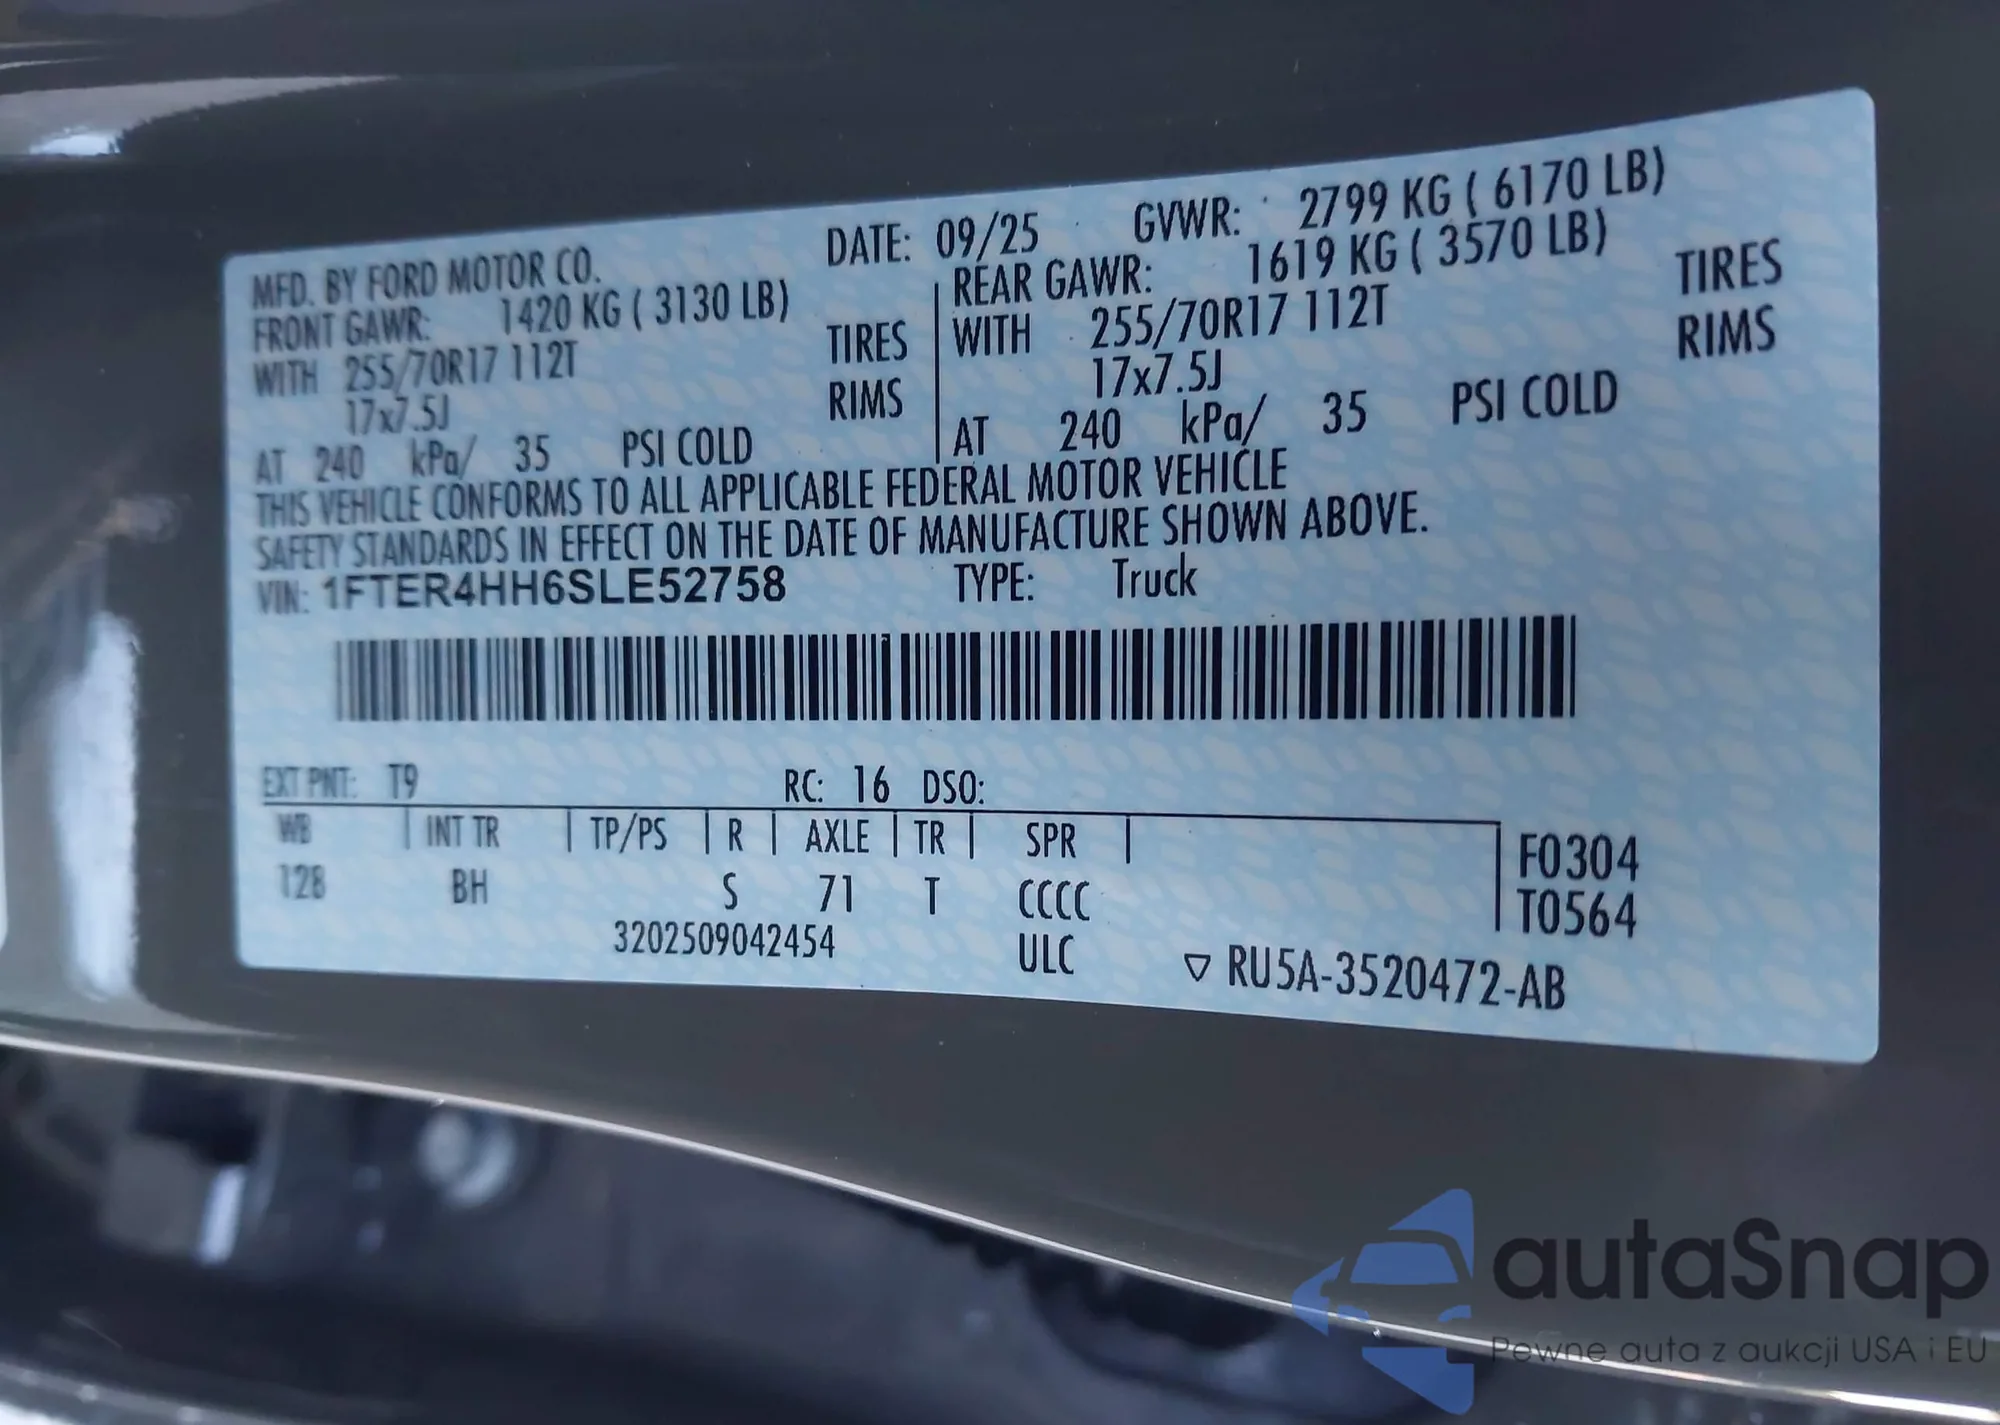 MFD. BY FORD MOTOR CO. DATE: 09/25 GVWR: 2799 KG ( 6170 LB)
FRONT GAWR: 1420 KG ( 3130 LB) REAR GAWR: 1619 KG ( 3570 LB)
WITH 255/70R17 112T TIRES WITH 255/70R17 112T TIRES
17x7.5J RIMS 17x7.5J RIMS
AT 240 kPa/ 35 PSI COLD AT 240 kPa/ 35 PSI COLD
THIS VEHICLE CONFORMS TO ALL APPLICABLE FEDERAL MOTOR VEHICLE
SAFETY STANDARDS IN EFFECT ON THE DATE OF MANUFACTURE SHOWN ABOVE.
VIN: 1FTER4HH6SLE52758 TYPE: Truck
EXT PNT: T9 RC: 16 DSO:
WB INT TR TP/PS R AXLE TR SPR F0304
128 BH S 71 T CCCC T0564
3202509042454 ULC ▽ RU5A-3520472-AB
autaSnap
Pewne auta z aukcji USA i EU